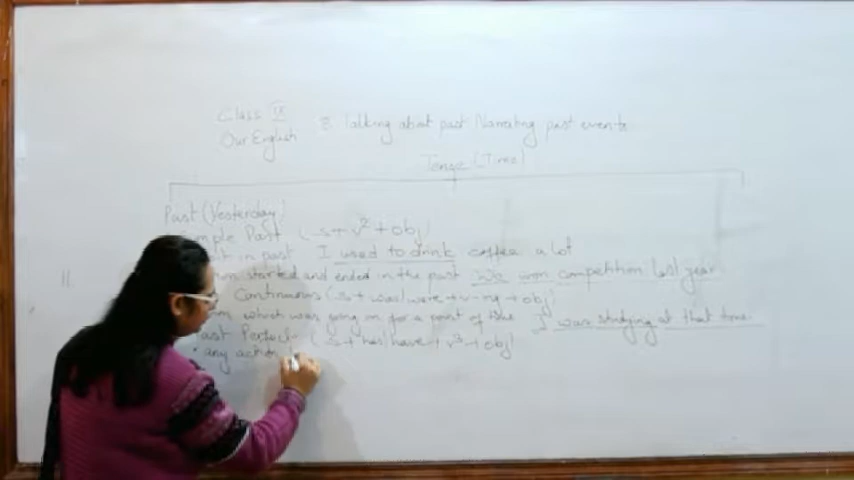 Class IX 8. Talking about past Narrating past events
Our English
Tense (Time)
Past (Yesterday)
Simple Past (s + v² + obj)
in past I used to drink coffee a lot
started and ended in the past We won competition last year
Continuous (s + was/were + v-ing + obj)
which was going on for a point of time I was studying at that time
Past Perfect (s + has/have + v³ + obj)
• any action